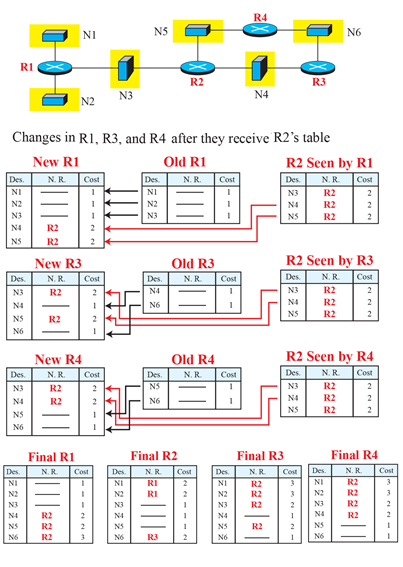 R4
N1
N5
N6
R1
R2
R3
N2
N3
N4
Changes in R1, R3, and R4 after they receive R2's table
New R1
Des. N. R. Cost
N1 —— 1
N2 —— 1
N3 —— 1
N4 R2 2
N5 R2 2
Old R1
Des. N. R. Cost
N1 —— 1
N2 —— 1
N3 —— 1
R2 Seen by R1
Des. N. R. Cost
N3 R2 2
N4 R2 2
N5 R2 2
New R3
Des. N. R. Cost
N3 R2 2
N4 —— 1
N5 R2 2
N6 —— 1
Old R3
Des. N. R. Cost
N4 —— 1
N6 —— 1
R2 Seen by R3
Des. N. R. Cost
N3 R2 2
N4 R2 2
N5 R2 2
New R4
Des. N. R. Cost
N3 R2 2
N4 R2 2
N5 —— 1
N6 —— 1
Old R4
Des. N. R. Cost
N5 —— 1
N6 —— 1
R2 Seen by R4
Des. N. R. Cost
N3 R2 2
N4 R2 2
N5 R2 2
Final R1
Des. N. R. Cost
N1 —— 1
N2 —— 1
N3 —— 1
N4 R2 2
N5 R2 2
N6 R2 3
Final R2
Des. N. R. Cost
N1 R1 2
N2 R1 2
N3 —— 1
N4 —— 1
N5 —— 1
N6 R3 2
Final R3
Des. N. R. Cost
N1 R2 3
N2 R2 3
N3 R2 2
N4 —— 1
N5 R2 2
N6 —— 1
Final R4
Des. N. R. Cost
N1 R2 3
N2 R2 3
N3 R2 2
N4 R2 2
N5 —— 1
N6 —— 1